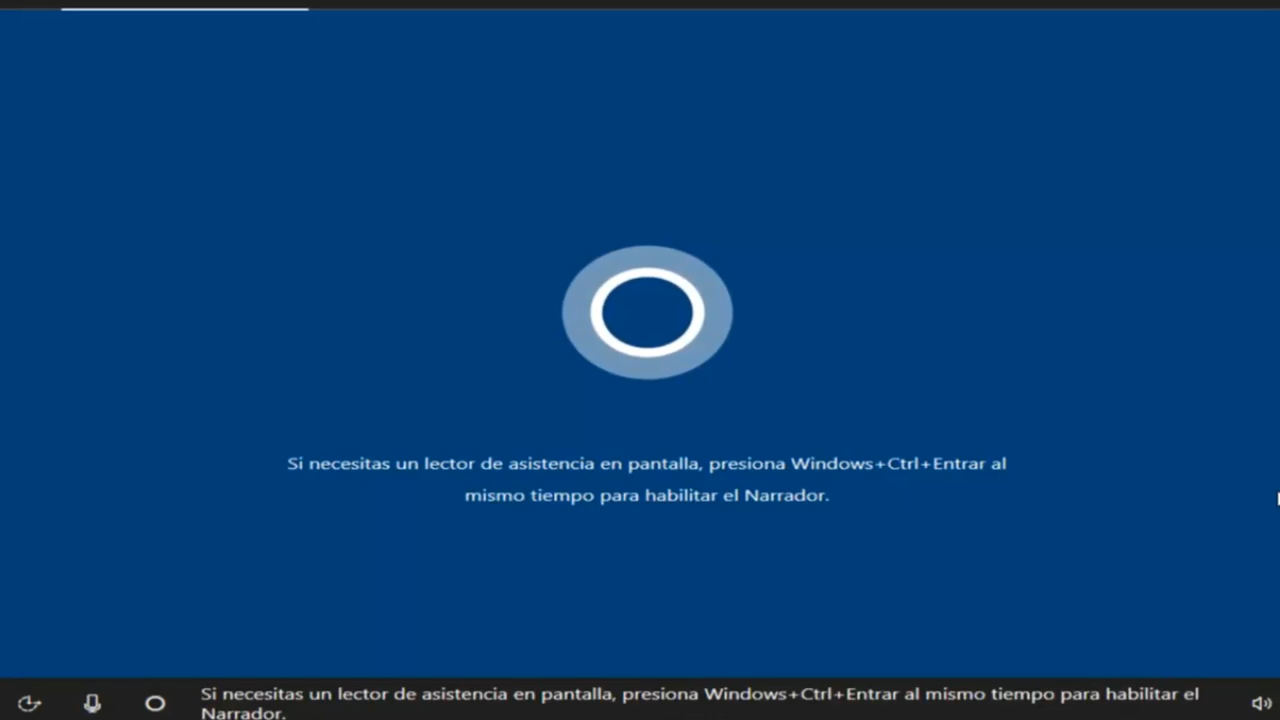 Si necesitas un lector de asistencia en pantalla, presiona Windows+Ctrl+Entrar al
mismo tiempo para habilitar el Narrador.
Si necesitas un lector de asistencia en pantalla, presiona Windows+Ctrl+Entrar al mismo tiempo para habilitar el
Narrador.